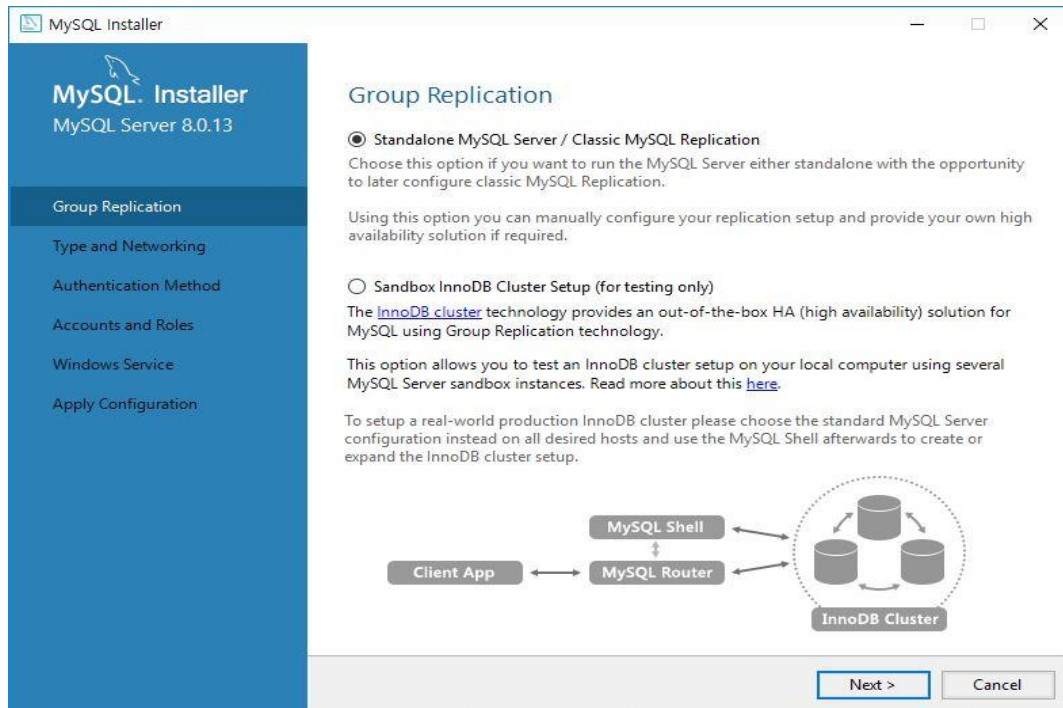 MySQL Installer
MySQL. Installer
MySQL Server 8.0.13
Group Replication
Type and Networking
Authentication Method
Accounts and Roles
Windows Service
Apply Configuration
Group Replication
Standalone MySQL Server / Classic MySQL Replication
Choose this option if you want to run the MySQL Server either standalone with the opportunity
to later configure classic MySQL Replication.
Using this option you can manually configure your replication setup and provide your own high
availability solution if required.
Sandbox InnoDB Cluster Setup (for testing only)
The InnoDB cluster technology provides an out-of-the-box HA (high availability) solution for
MySQL using Group Replication technology.
This option allows you to test an InnoDB cluster setup on your local computer using several
MySQL Server sandbox instances. Read more about this here.
To setup a real-world production InnoDB cluster please choose the standard MySQL Server
configuration instead on all desired hosts and use the MySQL Shell afterwards to create or
expand the InnoDB cluster setup.
MySQL Shell
Client App
MySQL Router
InnoDB Cluster
Next >
Cancel